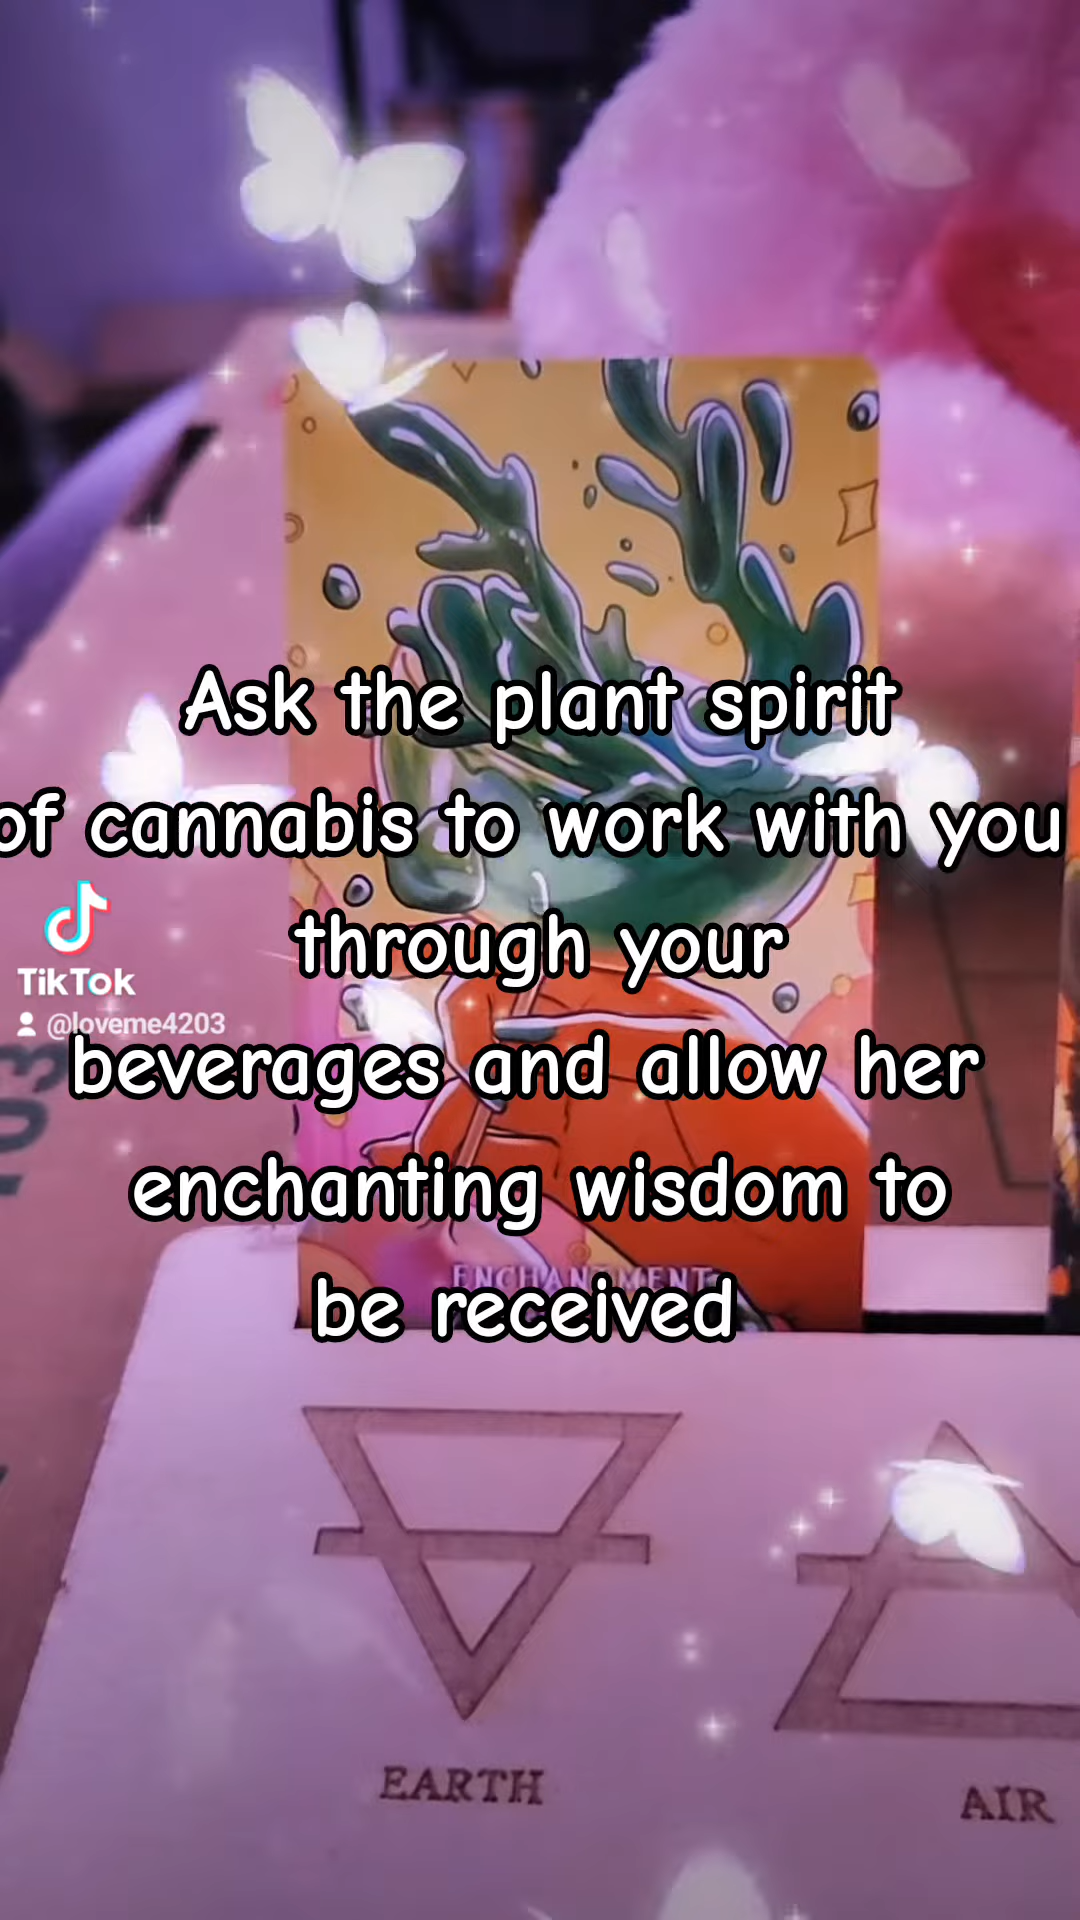 Ask the plant spirit
of cannabis to work with you
through your
beverages and allow her
enchanting wisdom to
be received
TikTok
@loveme4203
ENCHANTMENT
EARTH
AIR